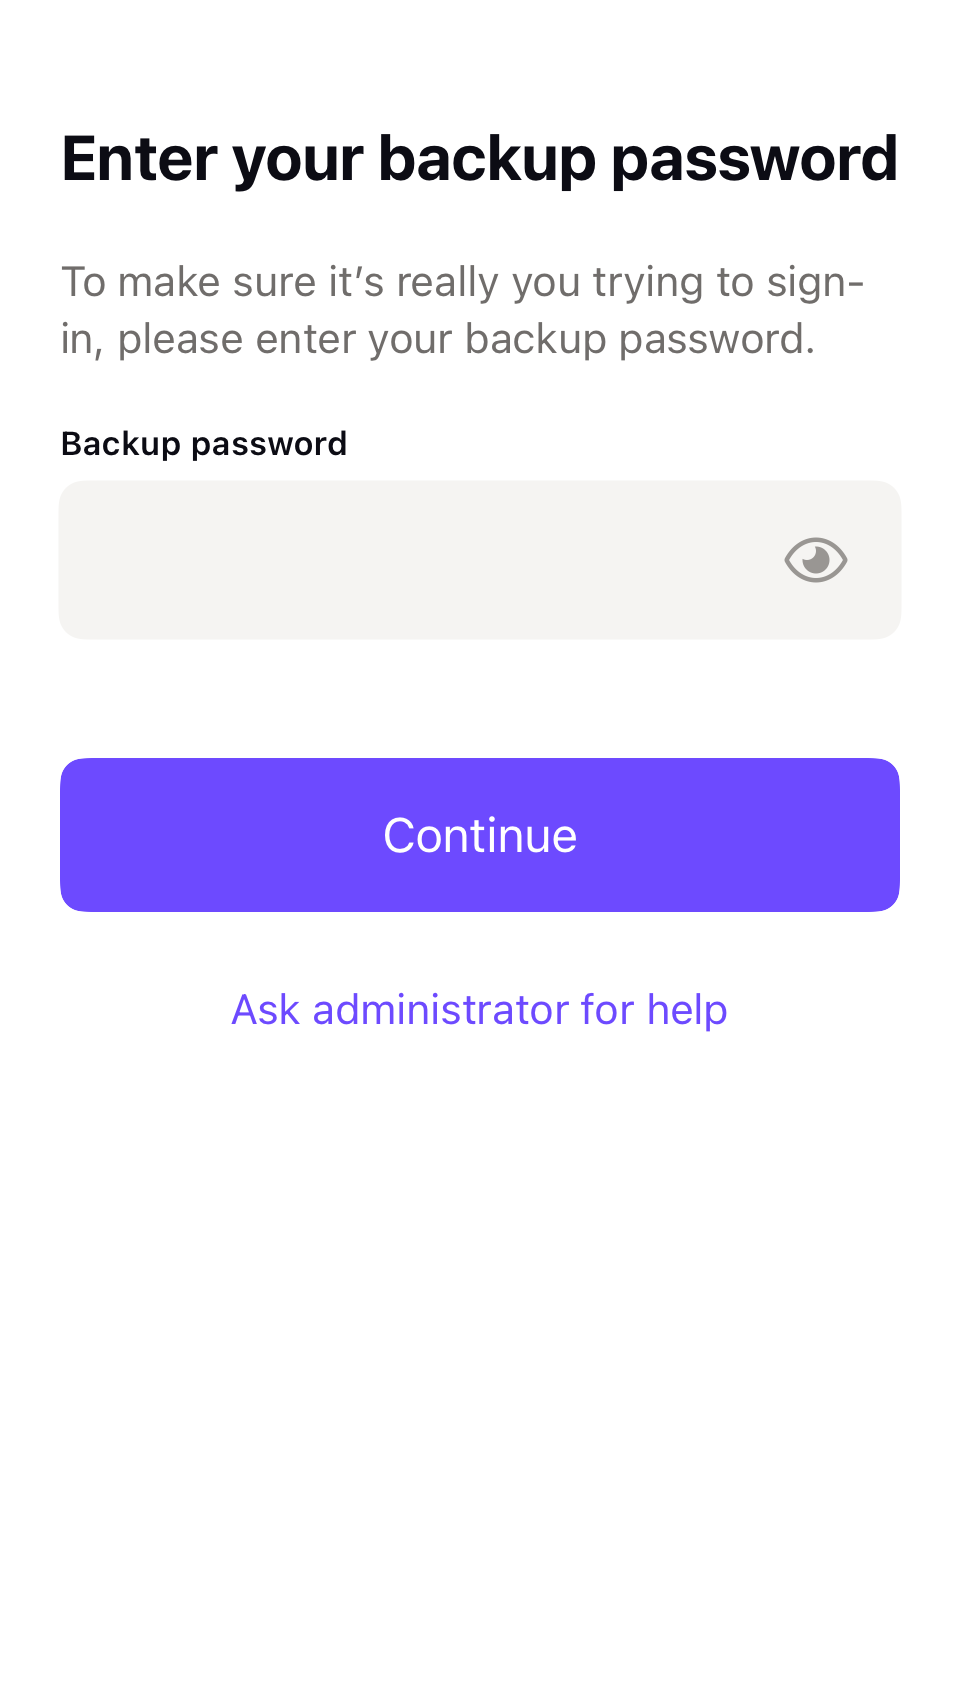 Enter your backup password
To make sure it’s really you trying to sign-
in, please enter your backup password.
Backup password
Continue
Ask administrator for help